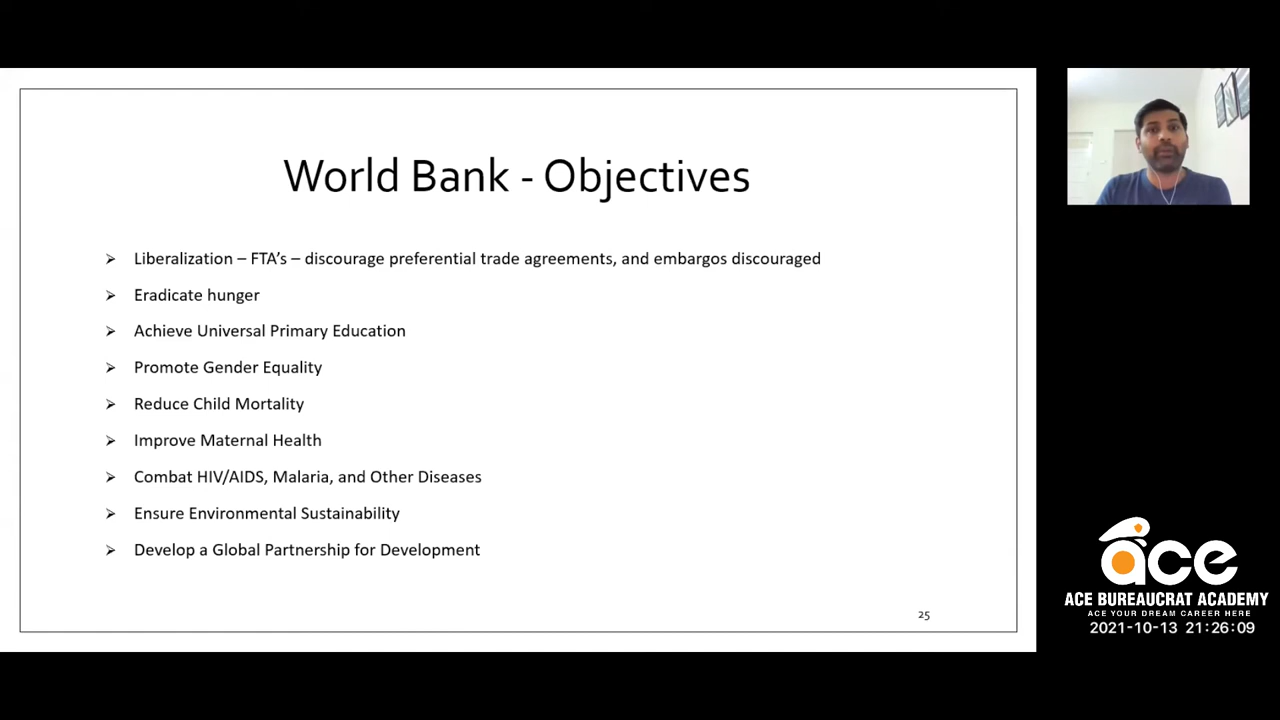 World Bank - Objectives
➢ Liberalization – FTA's – discourage preferential trade agreements, and embargos discouraged
➢ Eradicate hunger
➢ Achieve Universal Primary Education
➢ Promote Gender Equality
➢ Reduce Child Mortality
➢ Improve Maternal Health
➢ Combat HIV/AIDS, Malaria, and Other Diseases
➢ Ensure Environmental Sustainability
➢ Develop a Global Partnership for Development
25
ace
ACE BUREAUCRAT ACADEMY
ACE YOUR DREAM CAREER HERE
2021-10-13 21:26:09